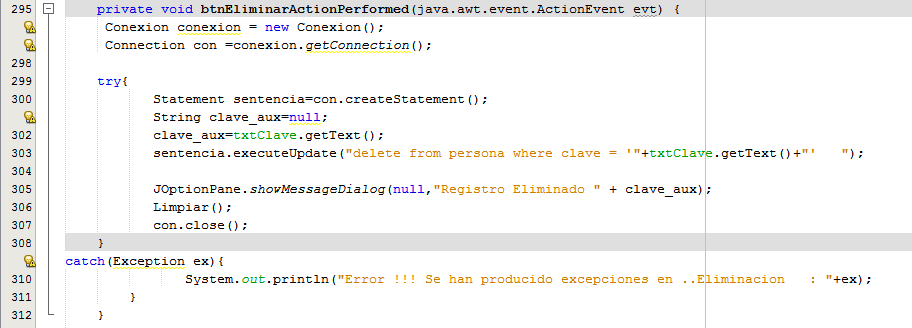 295 private void btnEliminarActionPerformed(java.awt.event.ActionEvent evt) {
Conexion conexion = new Conexion();
Connection con =conexion.getConnection();
298
299 try{
300 Statement sentencia=con.createStatement();
String clave_aux=null;
302 clave_aux=txtClave.getText();
303 sentencia.executeUpdate("delete from persona where clave = '"+txtClave.getText()+"'   ");
304
305 JOptionPane.showMessageDialog(null,"Registro Eliminado " + clave_aux);
306 Limpiar();
307 con.close();
308 }
catch(Exception ex){
310 System.out.println("Error !!! Se han producido excepciones en ..Eliminacion   : "+ex);
311 }
312 }